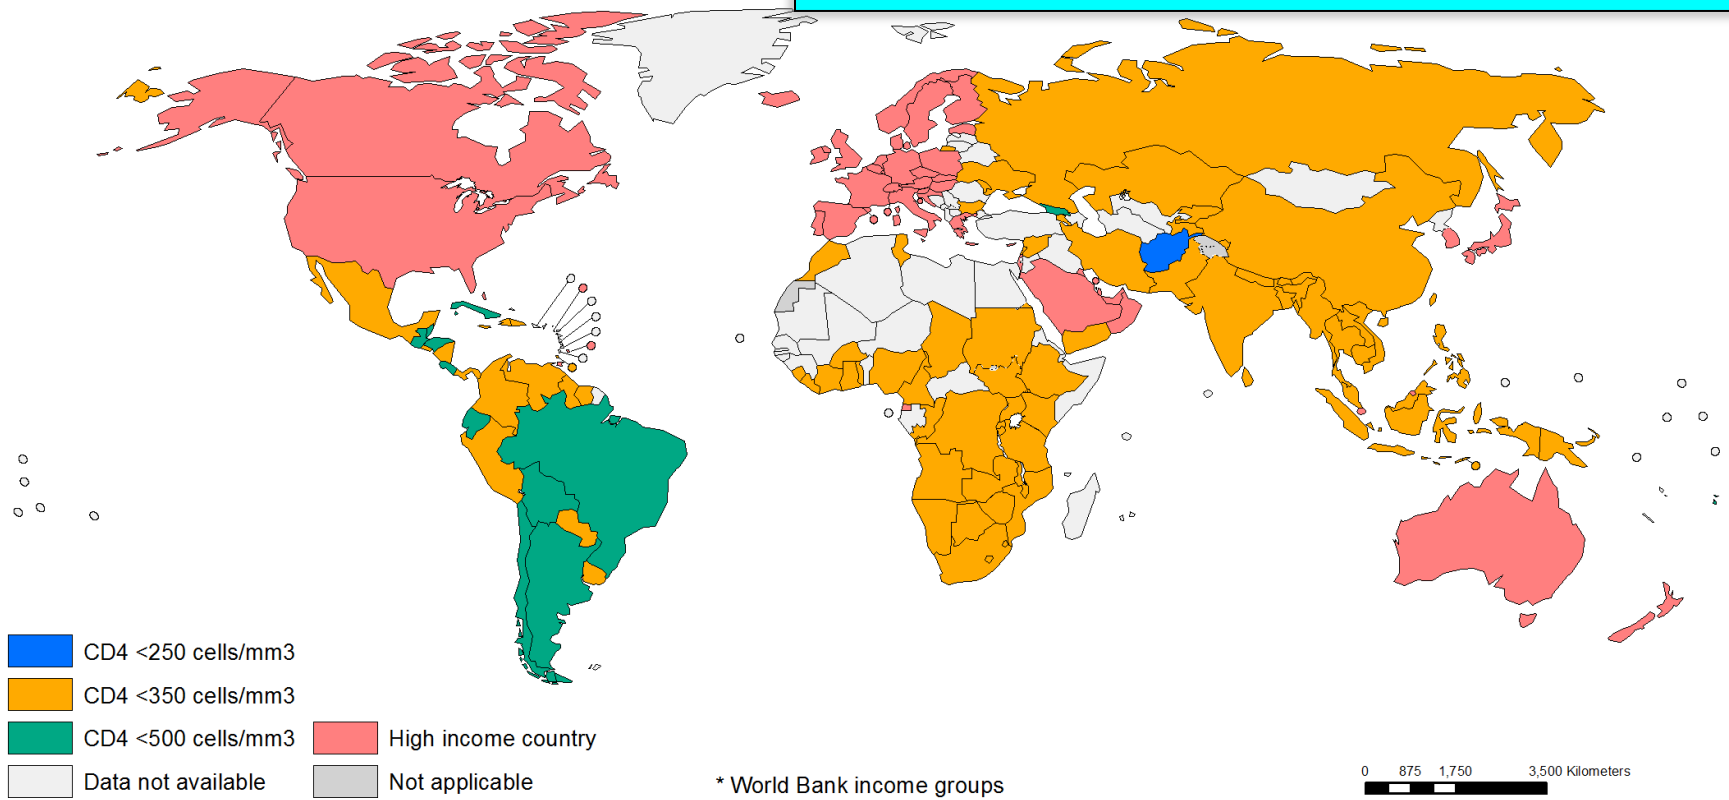 CD4 <250 cells/mm3
CD4 <350 cells/mm3
CD4 <500 cells/mm3
High income country
Data not available
Not applicable
* World Bank income groups
0 875 1,750 3,500 Kilometers